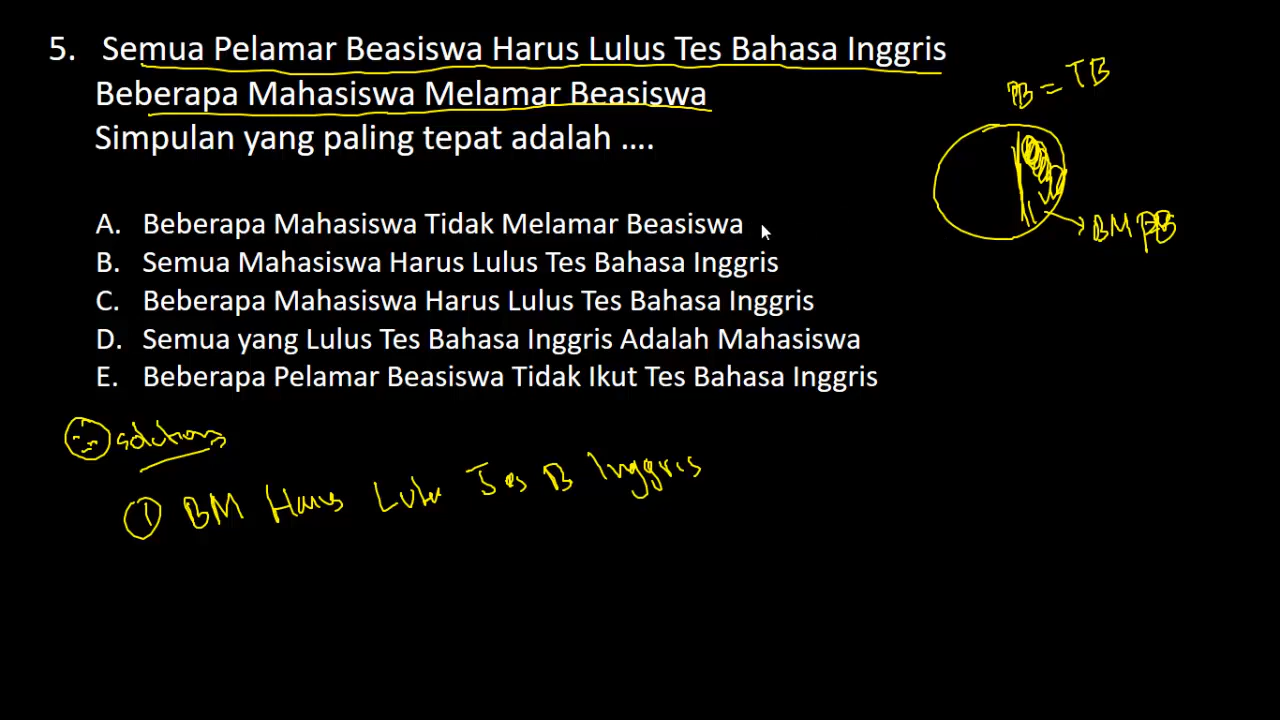 5. Semua Pelamar Beasiswa Harus Lulus Tes Bahasa Inggris
Beberapa Mahasiswa Melamar Beasiswa
Simpulan yang paling tepat adalah ....
PB = TB
BM PB
A. Beberapa Mahasiswa Tidak Melamar Beasiswa
B. Semua Mahasiswa Harus Lulus Tes Bahasa Inggris
C. Beberapa Mahasiswa Harus Lulus Tes Bahasa Inggris
D. Semua yang Lulus Tes Bahasa Inggris Adalah Mahasiswa
E. Beberapa Pelamar Beasiswa Tidak Ikut Tes Bahasa Inggris
solutions
① BM Harus Lulus Tes B Inggris